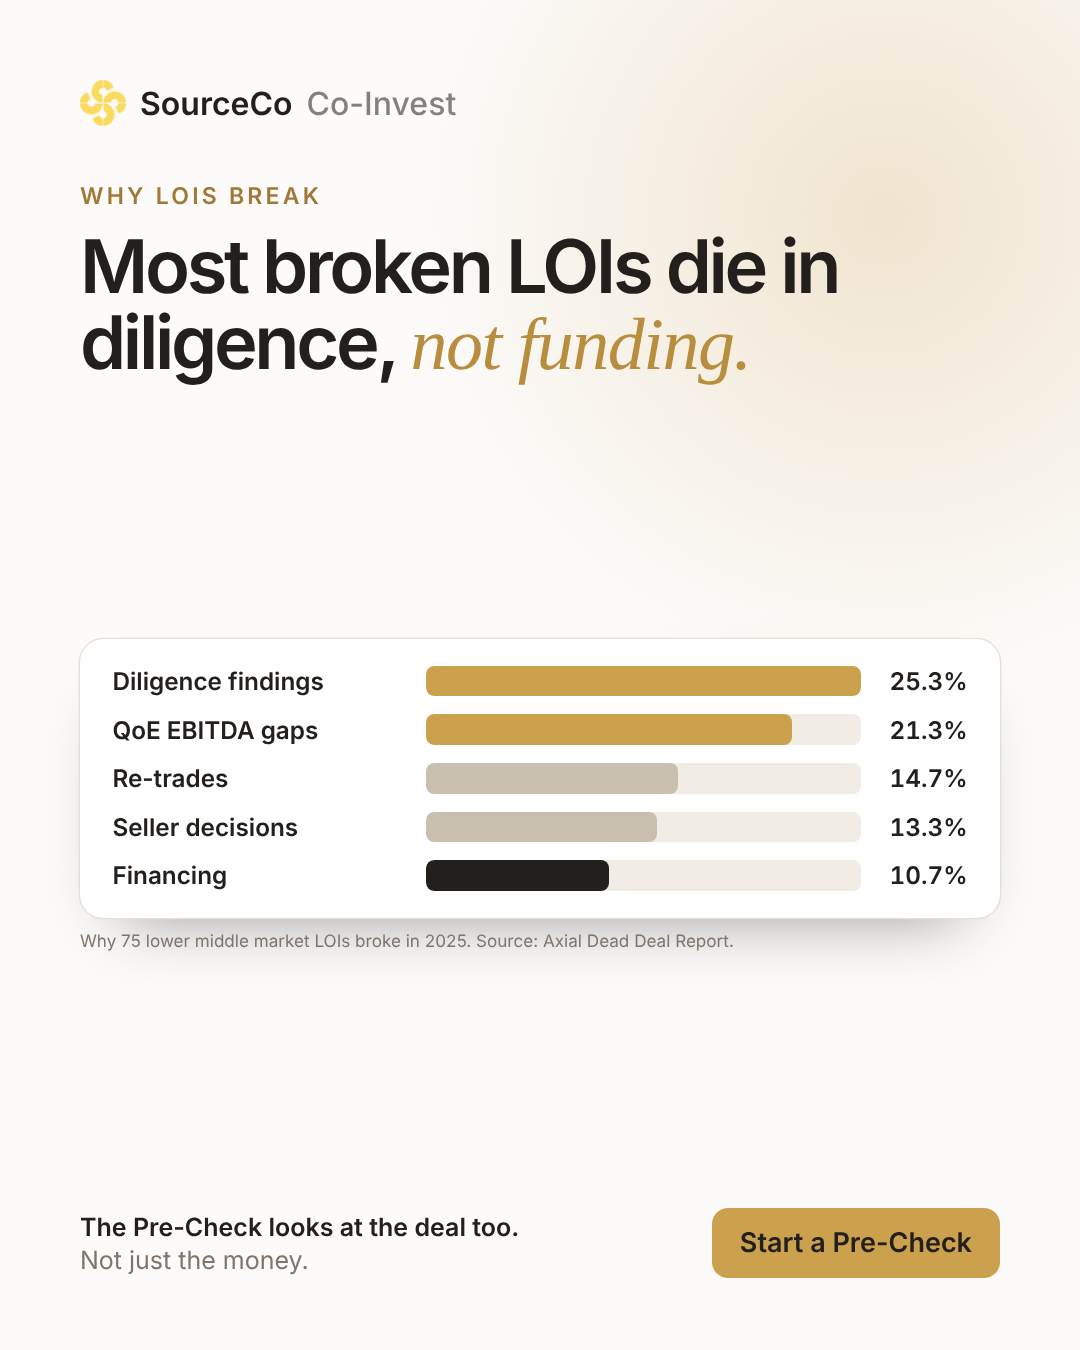 SourceCo Co-Invest
WHY LOIS BREAK
Most broken LOIs die in
diligence, not funding.
Diligence findings 25.3%
QoE EBITDA gaps 21.3%
Re-trades 14.7%
Seller decisions 13.3%
Financing 10.7%
Why 75 lower middle market LOIs broke in 2025. Source: Axial Dead Deal Report.
The Pre-Check looks at the deal too.
Not just the money.
Start a Pre-Check